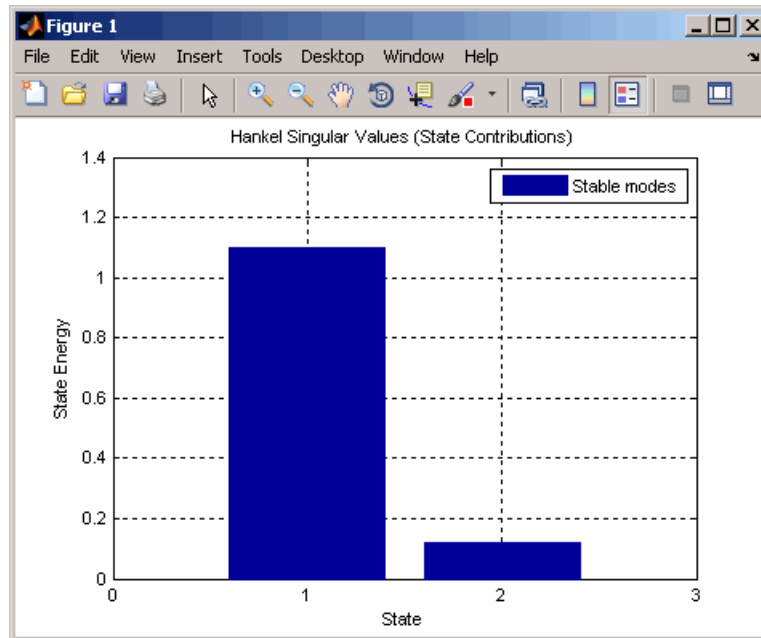 Figure 1
File Edit View Insert Tools Desktop Window Help
Hankel Singular Values (State Contributions)
Stable modes
1.4
1.2
1
0.8
0.6
0.4
0.2
0
State Energy
0 1 2 3
State